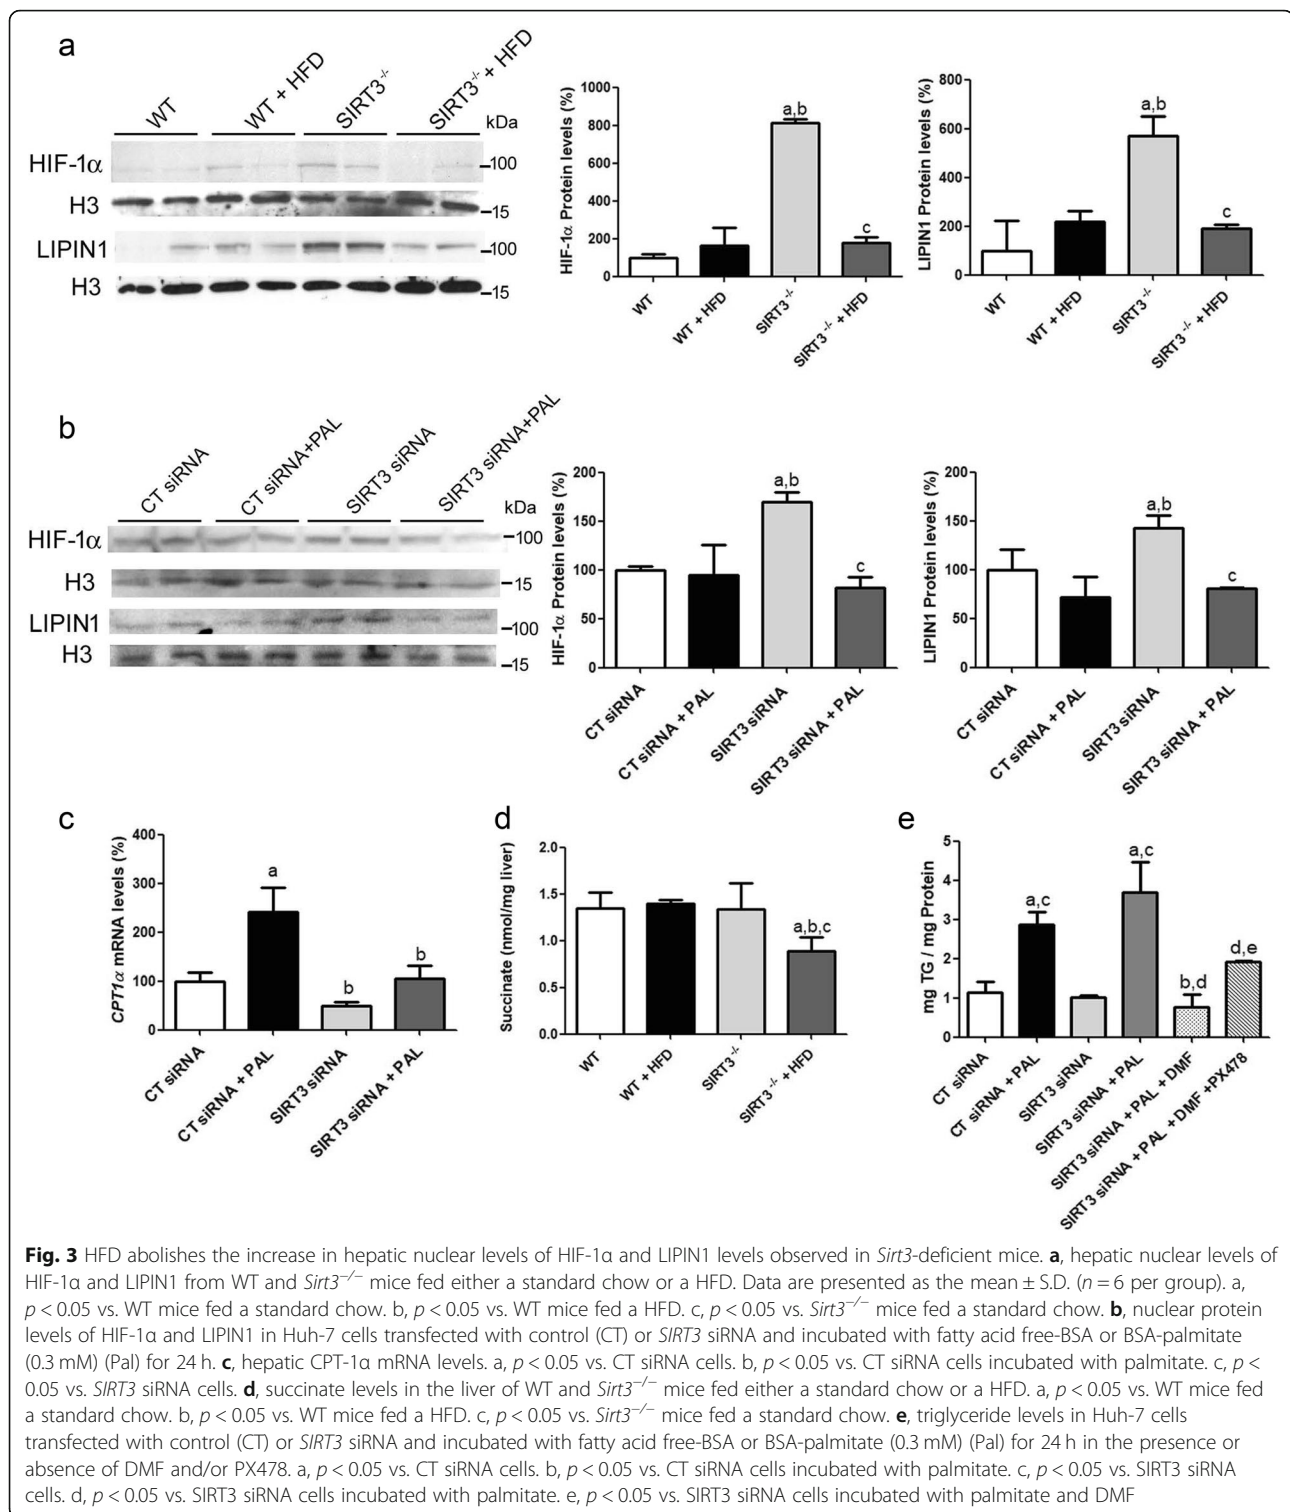 a
WT
WT + HFD
SIRT3-/-
SIRT3-/- + HFD
kDa
HIF-1α
100
H3
15
LIPIN1
100
H3
15
HIF-1α Protein levels (%)
1000
800
600
400
200
0
a,b
c
WT
WT + HFD
SIRT3-/-
SIRT3-/- + HFD
LIPIN1 Protein levels (%)
800
600
400
200
0
a,b
c
WT
WT + HFD
SIRT3-/-
SIRT3-/- + HFD
b
CT siRNA
CT siRNA+PAL
SIRT3 siRNA
SIRT3 siRNA+PAL
kDa
HIF-1α
100
H3
15
LIPIN1
100
H3
15
HIF-1α Protein levels (%)
200
150
100
50
0
a,b
c
CT siRNA
CT siRNA + PAL
SIRT3 siRNA
SIRT3 siRNA + PAL
LIPIN1 Protein levels (%)
200
150
100
50
0
a,b
c
CT siRNA
CT siRNA + PAL
SIRT3 siRNA
SIRT3 siRNA + PAL
c
CPT1α mRNA levels (%)
400
300
200
100
0
a
b
b
CT siRNA
CT siRNA + PAL
SIRT3 siRNA
SIRT3 siRNA + PAL
d
Succinate (nmol/mg liver)
2.0
1.5
1.0
0.5
0.0
a,b,c
WT
WT + HFD
SIRT3-/-
SIRT3-/- + HFD
e
mg TG / mg Protein
5
4
3
2
1
0
a,c
a,c
b,d
d,e
CT siRNA
CT siRNA + PAL
SIRT3 siRNA
SIRT3 siRNA + PAL
SIRT3 siRNA + PAL + DMF
SIRT3 siRNA + PAL + DMF +PX478
Fig. 3 HFD abolishes the increase in hepatic nuclear levels of HIF-1α and LIPIN1 levels observed in Sirt3-deficient mice. a, hepatic nuclear levels of
HIF-1α and LIPIN1 from WT and Sirt3−/− mice fed either a standard chow or a HFD. Data are presented as the mean ± S.D. (n = 6 per group). a,
p < 0.05 vs. WT mice fed a standard chow. b, p < 0.05 vs. WT mice fed a HFD. c, p < 0.05 vs. Sirt3−/− mice fed a standard chow. b, nuclear protein
levels of HIF-1α and LIPIN1 in Huh-7 cells transfected with control (CT) or SIRT3 siRNA and incubated with fatty acid free-BSA or BSA-palmitate
(0.3 mM) (Pal) for 24 h. c, hepatic CPT-1α mRNA levels. a, p < 0.05 vs. CT siRNA cells. b, p < 0.05 vs. CT siRNA cells incubated with palmitate. c, p <
0.05 vs. SIRT3 siRNA cells. d, succinate levels in the liver of WT and Sirt3−/− mice fed either a standard chow or a HFD. a, p < 0.05 vs. WT mice fed
a standard chow. b, p < 0.05 vs. WT mice fed a HFD. c, p < 0.05 vs. Sirt3−/− mice fed a standard chow. e, triglyceride levels in Huh-7 cells
transfected with control (CT) or SIRT3 siRNA and incubated with fatty acid free-BSA or BSA-palmitate (0.3 mM) (Pal) for 24 h in the presence or
absence of DMF and/or PX478. a, p < 0.05 vs. CT siRNA cells. b, p < 0.05 vs. CT siRNA cells incubated with palmitate. c, p < 0.05 vs. SIRT3 siRNA
cells. d, p < 0.05 vs. SIRT3 siRNA cells incubated with palmitate. e, p < 0.05 vs. SIRT3 siRNA cells incubated with palmitate and DMF